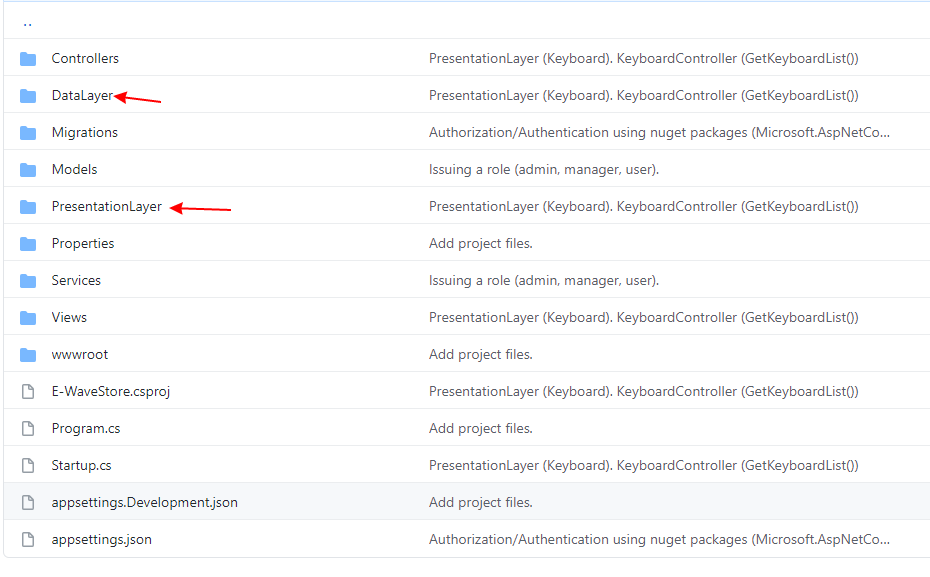 ..
Controllers PresentationLayer (Keyboard). KeyboardController (GetKeyboardList())
DataLayer PresentationLayer (Keyboard). KeyboardController (GetKeyboardList())
Migrations Authorization/Authentication using nuget packages (Microsoft.AspNetCo...
Models Issuing a role (admin, manager, user).
PresentationLayer PresentationLayer (Keyboard). KeyboardController (GetKeyboardList())
Properties Add project files.
Services Issuing a role (admin, manager, user).
Views PresentationLayer (Keyboard). KeyboardController (GetKeyboardList())
wwwroot Add project files.
E-WaveStore.csproj PresentationLayer (Keyboard). KeyboardController (GetKeyboardList())
Program.cs Add project files.
Startup.cs PresentationLayer (Keyboard). KeyboardController (GetKeyboardList())
appsettings.Development.json Add project files.
appsettings.json Authorization/Authentication using nuget packages (Microsoft.AspNetCo...